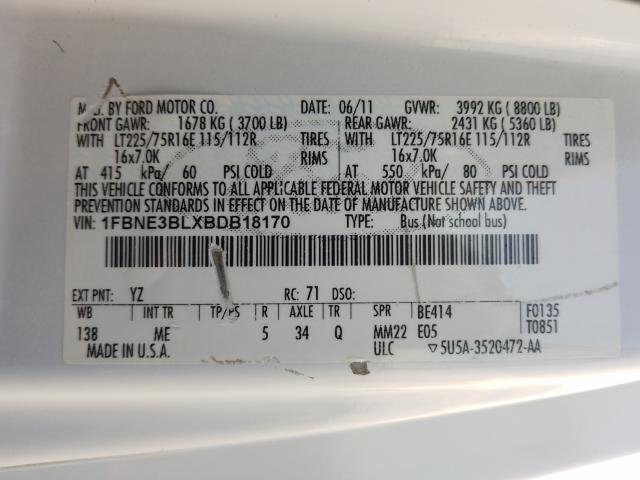 MFG. BY FORD MOTOR CO. DATE: 06/11 GVWR: 3992 KG (8800 LB)
FRONT GAWR: 1678 KG (3700 LB) REAR GAWR: 2431 KG (5360 LB)
WITH LT225/75R16E 115/112R TIRES WITH LT225/75R16E 115/112R TIRES
16x7.0K RIMS 16x7.0K RIMS
AT 415 kPa/ 60 PSI COLD AT 550 kPa/ 80 PSI COLD
THIS VEHICLE CONFORMS TO ALL APPLICABLE FEDERAL MOTOR VEHICLE SAFETY AND THEFT
PREVENTION STANDARDS IN EFFECT ON THE DATE OF MANUFACTURE SHOWN ABOVE.
VIN: 1FBNE3BLXBDB18170 TYPE: Bus (Not school bus)
EXT PNT: YZ RC: 71 DSO:
WB INT TR TP/PS R AXLE TR SPR BE414 F0135
138 ME 5 34 Q MM22 E05 T0851
MADE IN U.S.A. ULC ▽5U5A-3520472-AA